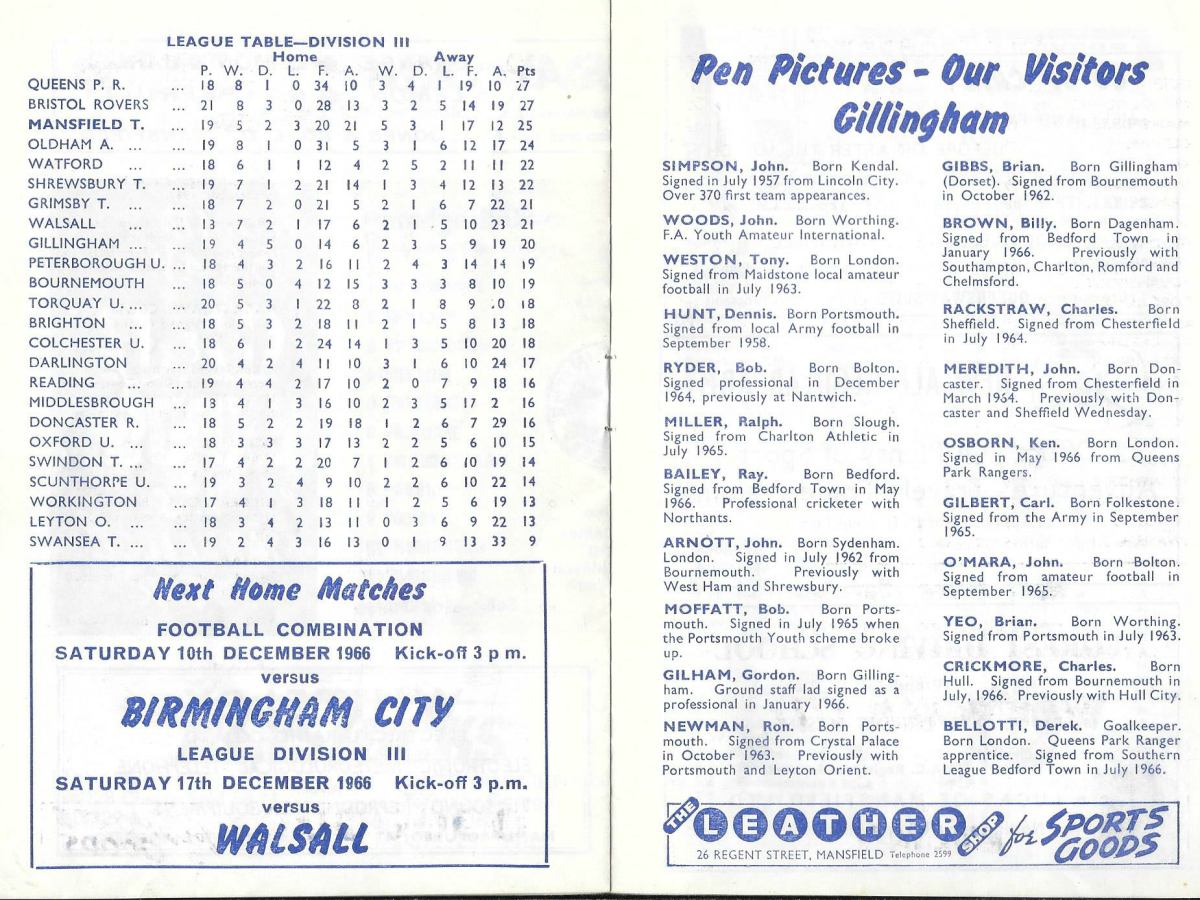 LEAGUE TABLE—DIVISION III
Home Away
P. W. D. L. F. A. W. D. L. F. A. Pts
QUEENS P. R. ... 18 8 1 0 34 10 3 4 1 19 10 27
BRISTOL ROVERS ... 21 8 3 0 28 13 3 2 5 14 19 27
MANSFIELD T. ... 19 5 2 3 20 21 5 3 1 17 12 25
OLDHAM A. ... ... 19 8 1 0 31 5 3 1 6 12 17 24
WATFORD ... ... 18 6 1 1 12 4 2 5 2 11 11 22
SHREWSBURY T. ... 19 7 1 2 21 14 1 3 4 12 13 22
GRIMSBY T. ... 18 7 2 0 21 5 2 1 6 7 22 21
WALSALL ... ... 13 7 2 1 17 6 2 1 5 10 23 21
GILLINGHAM ... ... 19 4 5 0 14 6 2 3 5 9 19 20
PETERBOROUGH U. ... 18 4 3 2 16 11 2 4 3 14 14 19
BOURNEMOUTH ... 18 5 0 4 12 15 3 3 3 8 10 19
TORQUAY U. ... ... 20 5 3 1 22 8 2 1 8 9 .0 18
BRIGHTON ... ... 18 5 3 2 18 11 2 1 5 8 13 18
COLCHESTER U. ... 18 6 1 2 24 14 1 3 5 10 20 18
DARLINGTON ... 20 4 2 4 11 10 3 1 6 10 24 17
READING ... ... 19 4 4 2 17 10 2 0 7 9 18 16
MIDDLESBROUGH ... 13 4 1 3 16 10 2 3 5 17 2 16
DONCASTER R. ... 18 5 2 2 19 18 1 2 6 7 29 16
OXFORD U. ... 18 3 3 3 17 13 2 2 5 6 10 15
SWINDON T. ... ... 17 4 2 2 20 7 1 2 6 10 19 14
SCUNTHORPE U. ... 19 3 2 4 9 10 2 2 6 10 22 14
WORKINGTON ... 17 4 1 3 18 11 1 2 5 6 19 13
LEYTON O. ... ... 18 3 4 2 13 11 0 3 6 9 22 13
SWANSEA T. ... ... 19 2 4 3 16 13 0 1 9 13 33 9
Next Home Matches
FOOTBALL COMBINATION
SATURDAY 10th DECEMBER 1966 Kick-off 3 p m.
versus
BIRMINGHAM CITY
LEAGUE DIVISION III
SATURDAY 17th DECEMBER 1966 Kick-off 3 p.m.
versus
WALSALL
Pen Pictures - Our Visitors
Gillingham
SIMPSON, John. Born Kendal.
Signed in July 1957 from Lincoln City.
Over 370 first team appearances.
WOODS, John. Born Worthing.
F.A. Youth Amateur International.
WESTON, Tony. Born London.
Signed from Maidstone local amateur
football in July 1963.
HUNT, Dennis. Born Portsmouth.
Signed from local Army football in
September 1958.
RYDER, Bob. Born Bolton.
Signed professional in December
1964, previously at Nantwich.
MILLER, Ralph. Born Slough.
Signed from Charlton Athletic in
July 1965.
BAILEY, Ray. Born Bedford.
Signed from Bedford Town in May
1966. Professional cricketer with
Northants.
ARNOTT, John. Born Sydenham.
London. Signed in July 1962 from
Bournemouth. Previously with
West Ham and Shrewsbury.
MOFFATT, Bob. Born Ports-
mouth. Signed in July 1965 when
the Portsmouth Youth scheme broke
up.
GILHAM, Gordon. Born Gilling-
ham. Ground staff lad signed as a
professional in January 1966.
NEWMAN, Ron. Born Ports-
mouth. Signed from Crystal Palace
in October 1963. Previously with
Portsmouth and Leyton Orient.
GIBBS, Brian. Born Gillingham
(Dorset). Signed from Bournemouth
in October 1962.
BROWN, Billy. Born Dagenham.
Signed from Bedford Town in
January 1966. Previously with
Southampton, Charlton, Romford and
Chelmsford.
RACKSTRAW, Charles. Born
Sheffield. Signed from Chesterfield
in July 1964.
MEREDITH, John. Born Don-
caster. Signed from Chesterfield in
March 1964. Previously with Don-
caster and Sheffield Wednesday.
OSBORN, Ken. Born London.
Signed in May 1966 from Queens
Park Rangers.
GILBERT, Carl. Born Folkestone.
Signed from the Army in September
1965.
O'MARA, John. Born Bolton.
Signed from amateur football in
September 1965.
YEO, Brian. Born Worthing.
Signed from Portsmouth in July 1963.
CRICKMORE, Charles. Born
Hull. Signed from Bournemouth in
July, 1966. Previously with Hull City.
BELLOTTI, Derek. Goalkeeper.
Born London. Queens Park Ranger
apprentice. Signed from Southern
League Bedford Town in July 1966.
THE LEATHER SHOP for SPORTS GOODS
26 REGENT STREET, MANSFIELD Telephone 2599